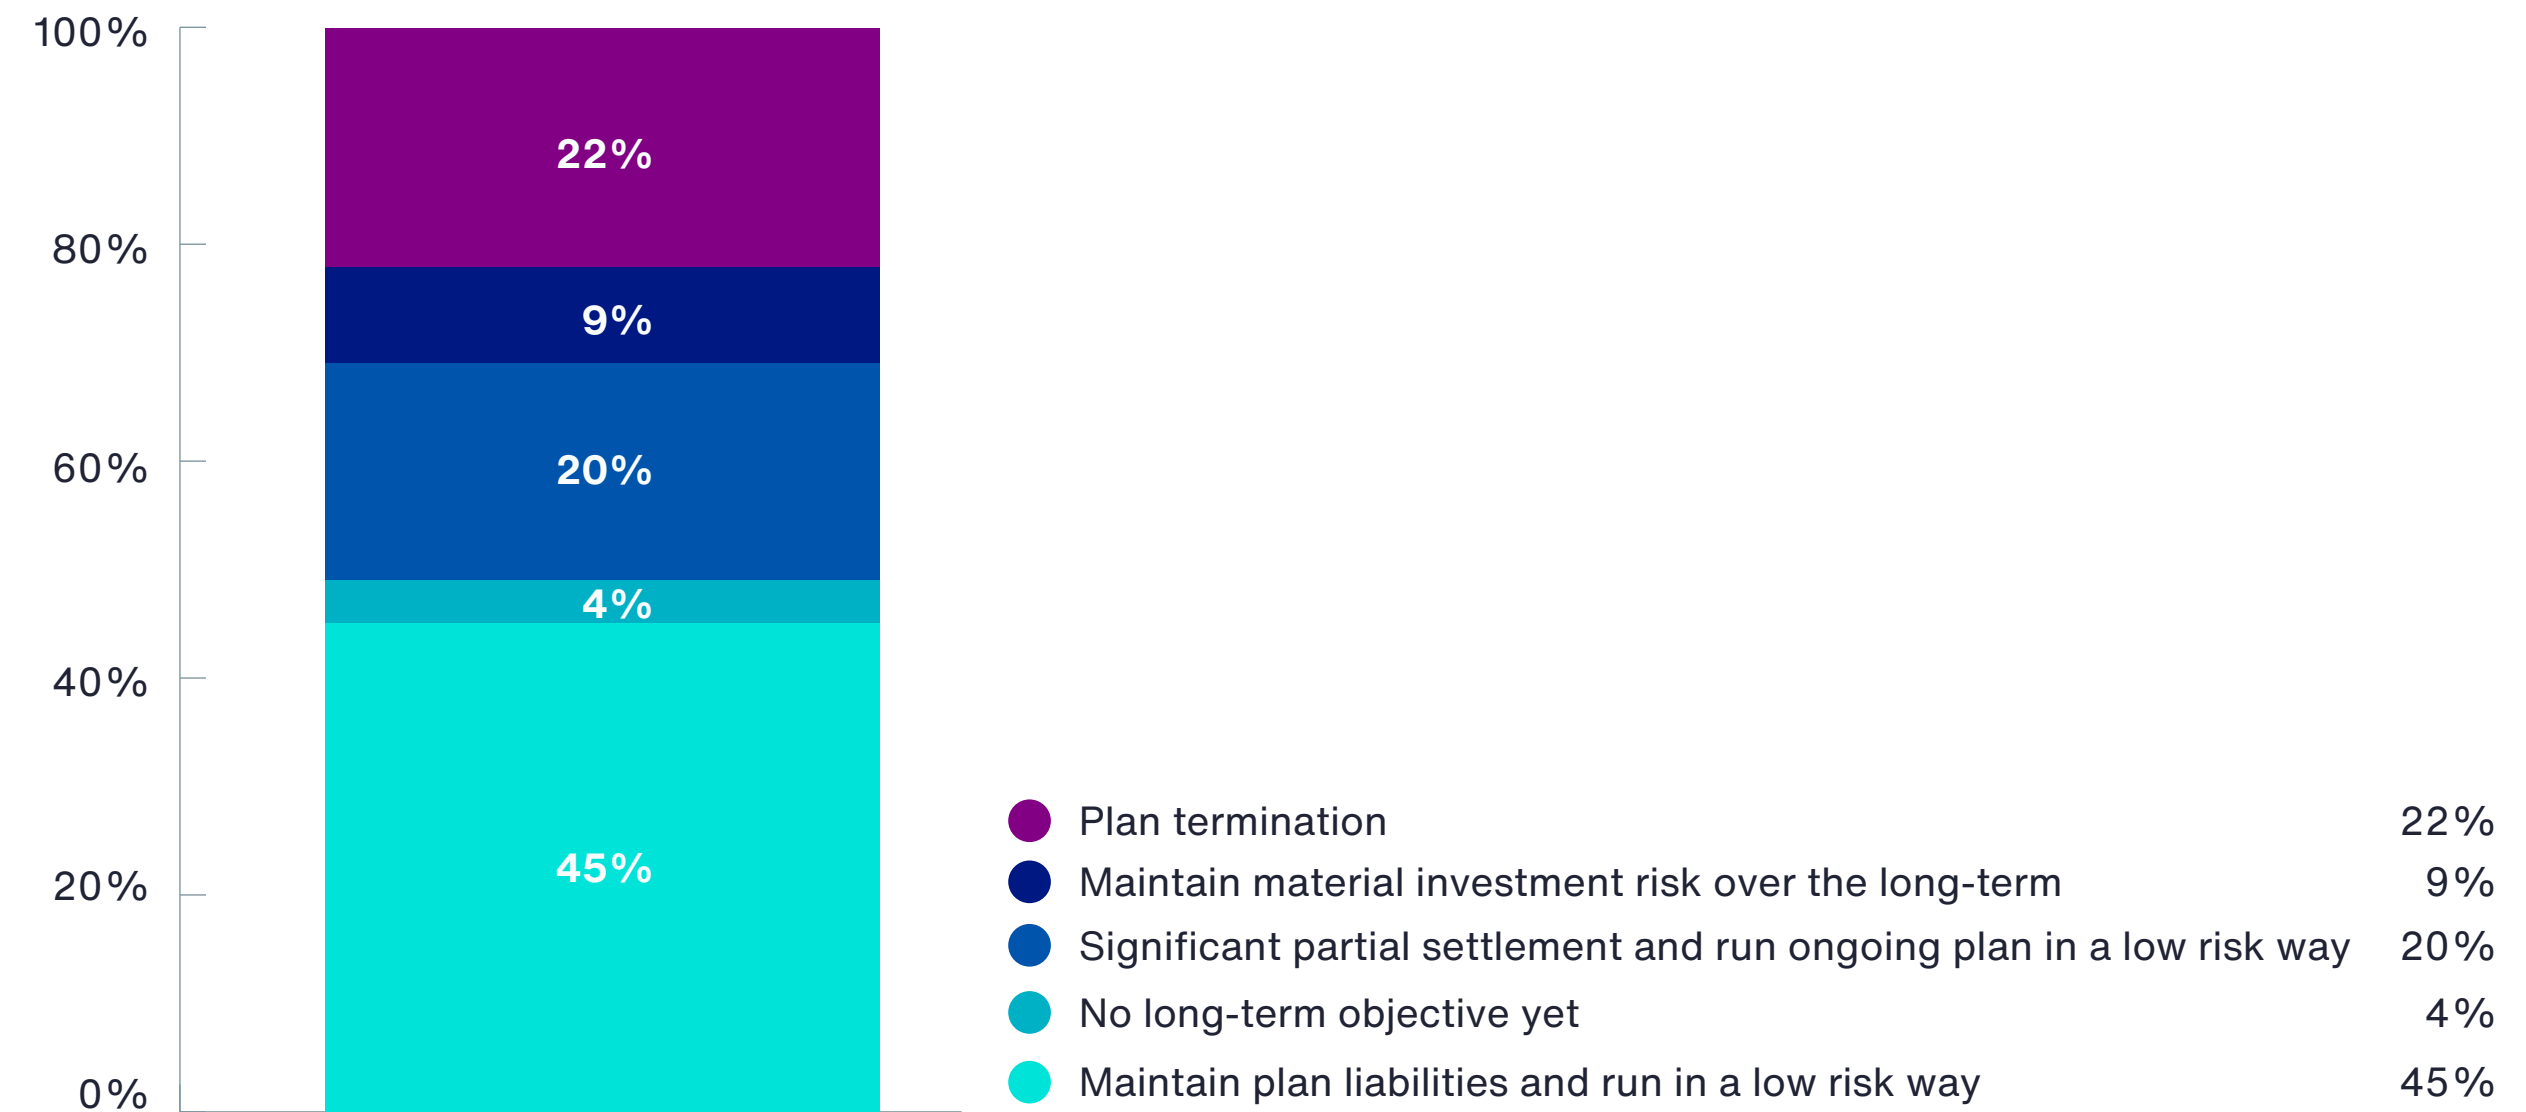 100%
80%
60%
40%
20%
0%
22%
9%
20%
4%
45%
Plan termination 22%
Maintain material investment risk over the long-term 9%
Significant partial settlement and run ongoing plan in a low risk way 20%
No long-term objective yet 4%
Maintain plan liabilities and run in a low risk way 45%